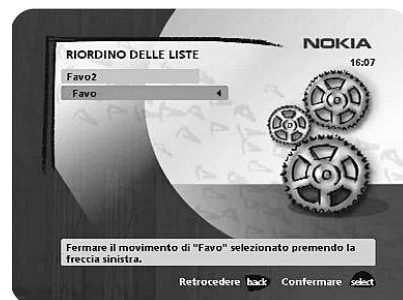 NOKIA
RIORDINO DELLE LISTE
16:07
Favo2
Favo
Fermare il movimento di "Favo" selezionato premendo la
freccia sinistra.
Retrocedere back Confermare select